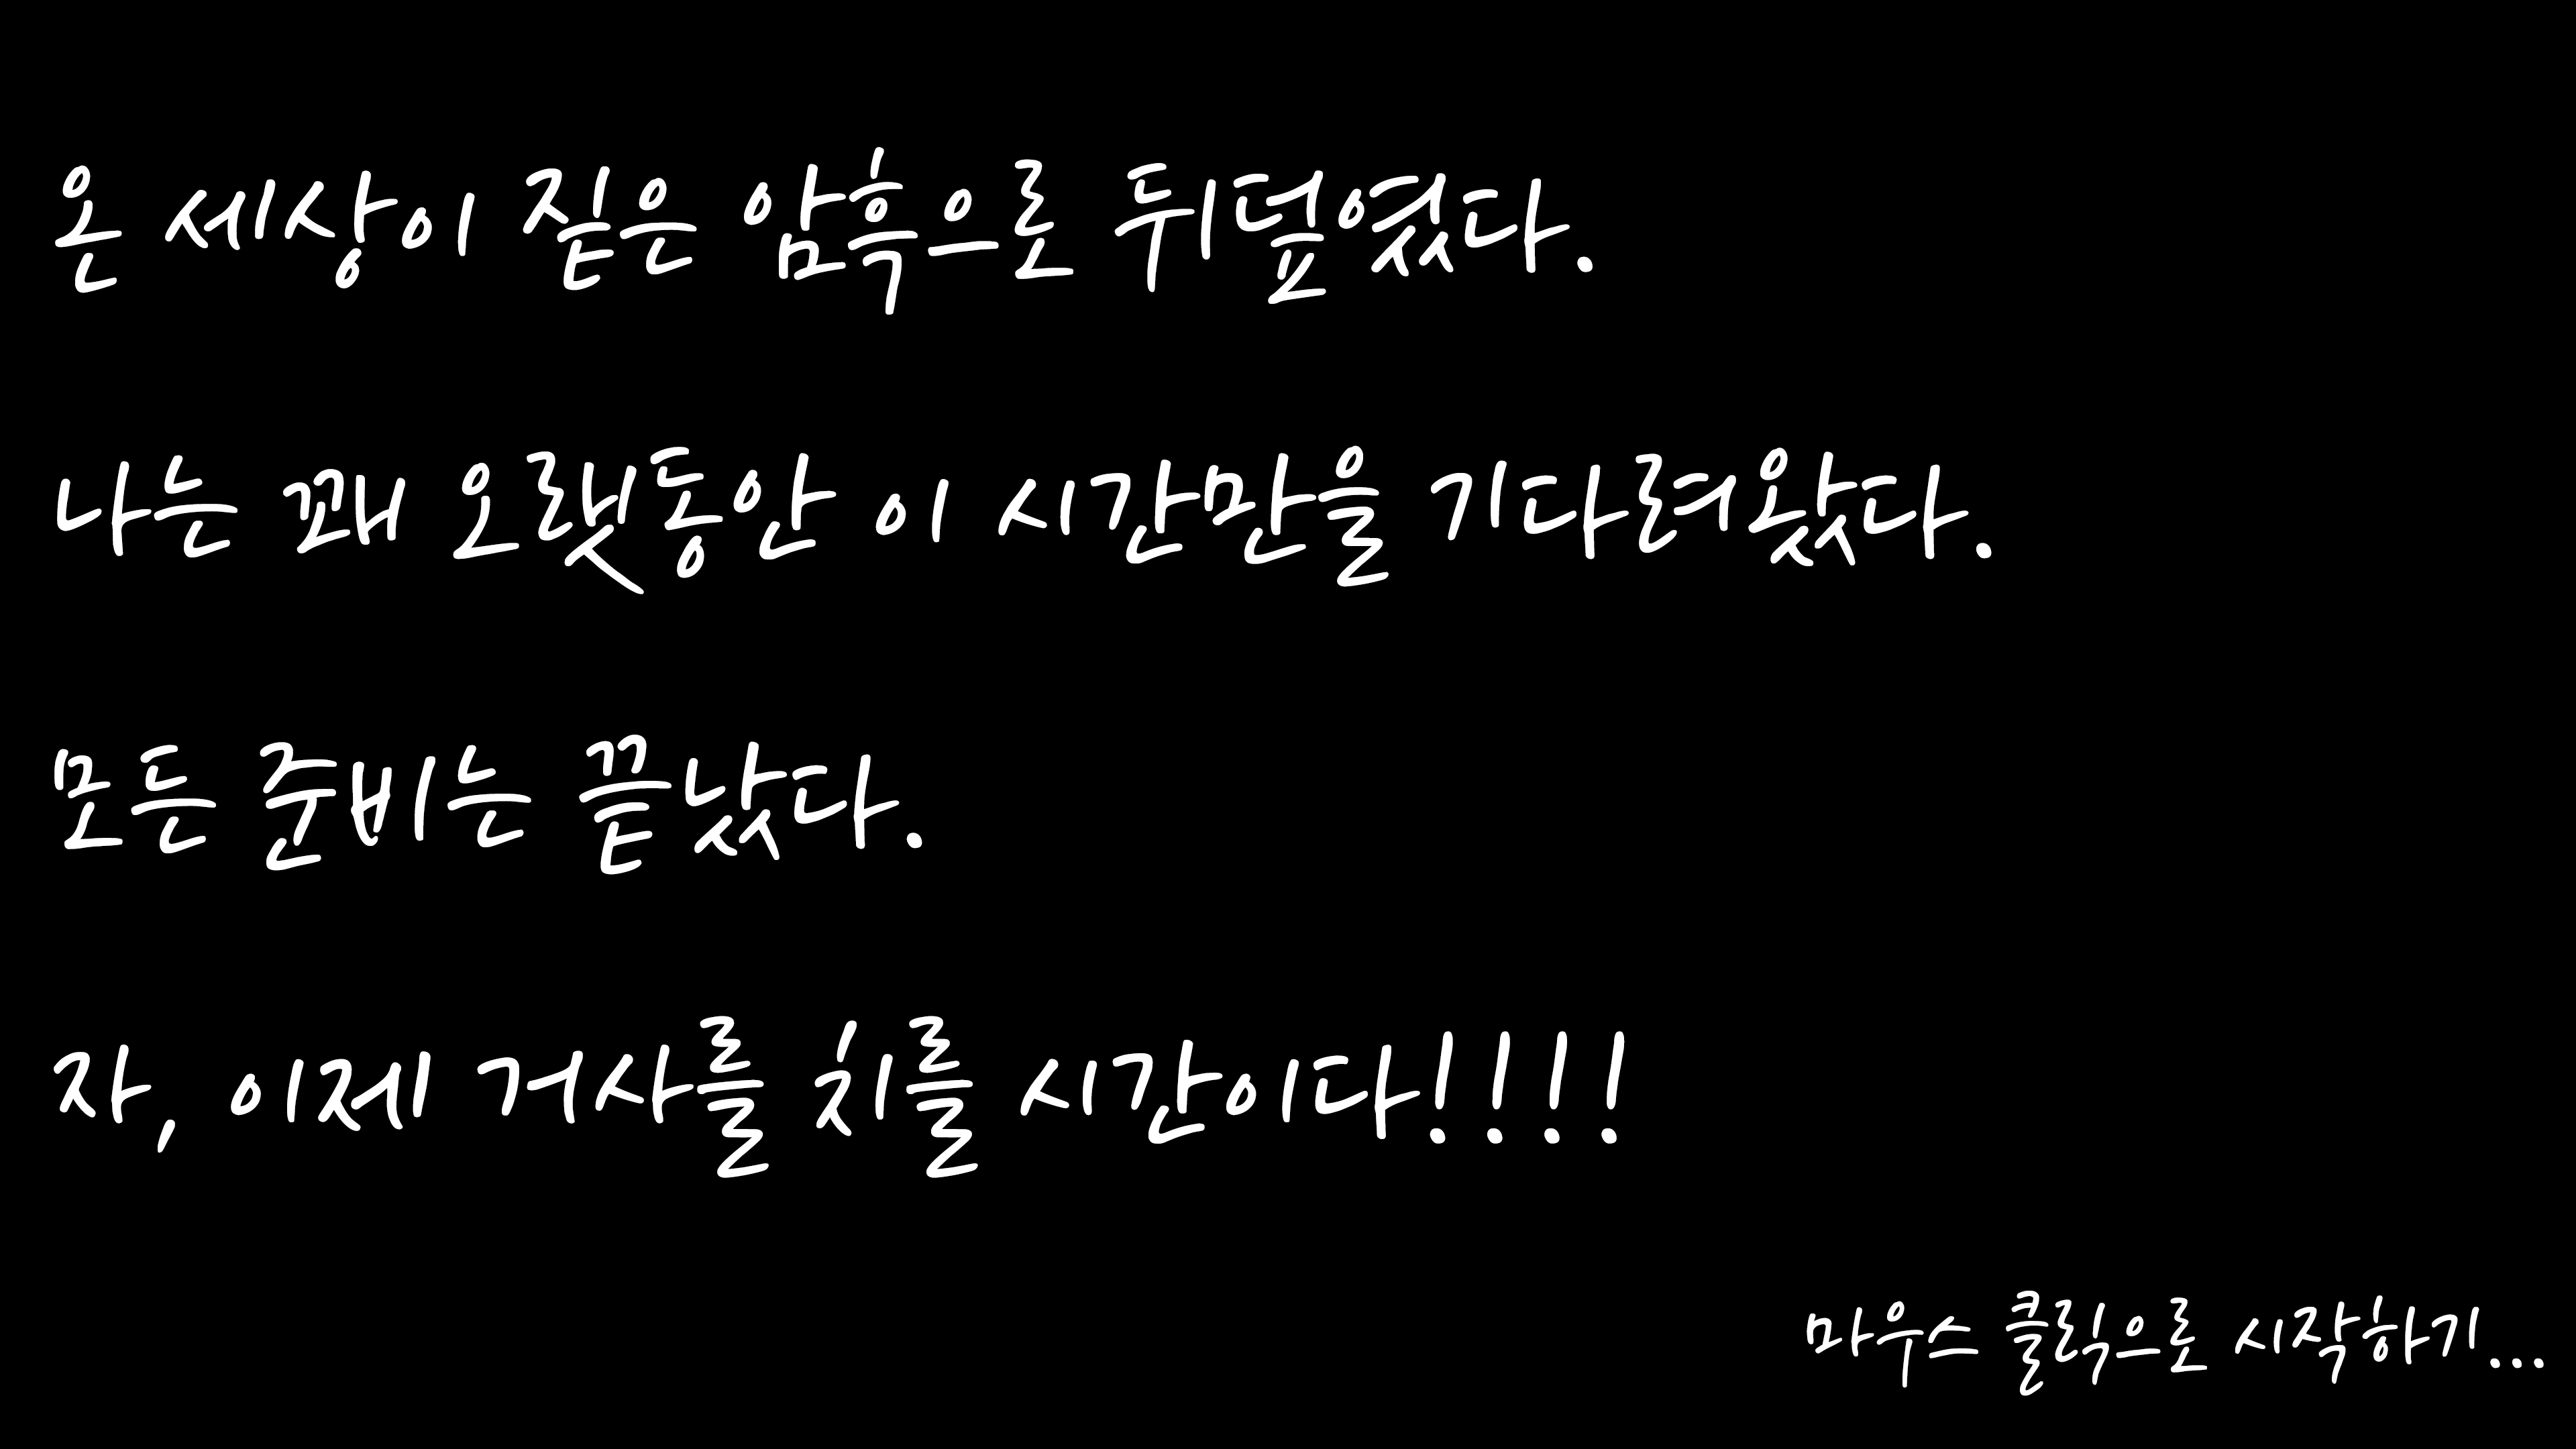 온 세상이 짙은 암흑으로 뒤덮였다.
나는 꽤 오랫동안 이 시간만을 기다려왔다.
모든 준비는 끝났다.
자, 이제 거사를 치를 시간이다!!!!
마우스 클릭으로 시작하기...